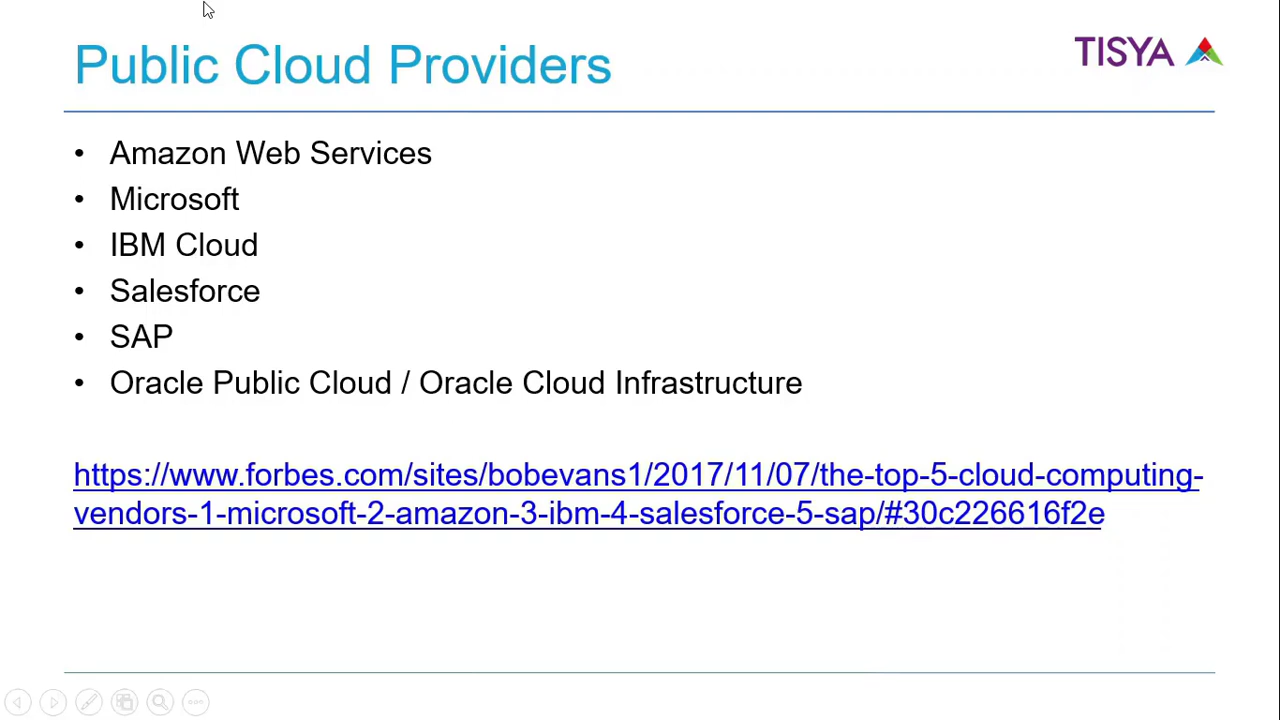 Public Cloud Providers
TISYA
• Amazon Web Services
• Microsoft
• IBM Cloud
• Salesforce
• SAP
• Oracle Public Cloud / Oracle Cloud Infrastructure
https://www.forbes.com/sites/bobevans1/2017/11/07/the-top-5-cloud-computing-
vendors-1-microsoft-2-amazon-3-ibm-4-salesforce-5-sap/#30c226616f2e